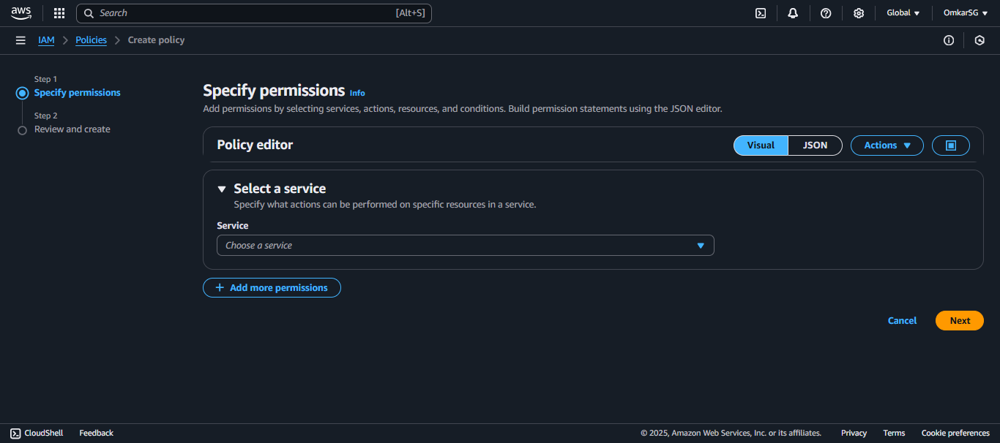 aws
Search [Alt+S]
Global
OmkarSG
IAM
Policies
Create policy
Step 1
Specify permissions
Step 2
Review and create
Specify permissions Info
Add permissions by selecting services, actions, resources, and conditions. Build permission statements using the JSON editor.
Policy editor
Visual
JSON
Actions
Select a service
Specify what actions can be performed on specific resources in a service.
Service
Choose a service
Add more permissions
Cancel
Next
CloudShell
Feedback
© 2025, Amazon Web Services, Inc. or its affiliates.
Privacy
Terms
Cookie preferences